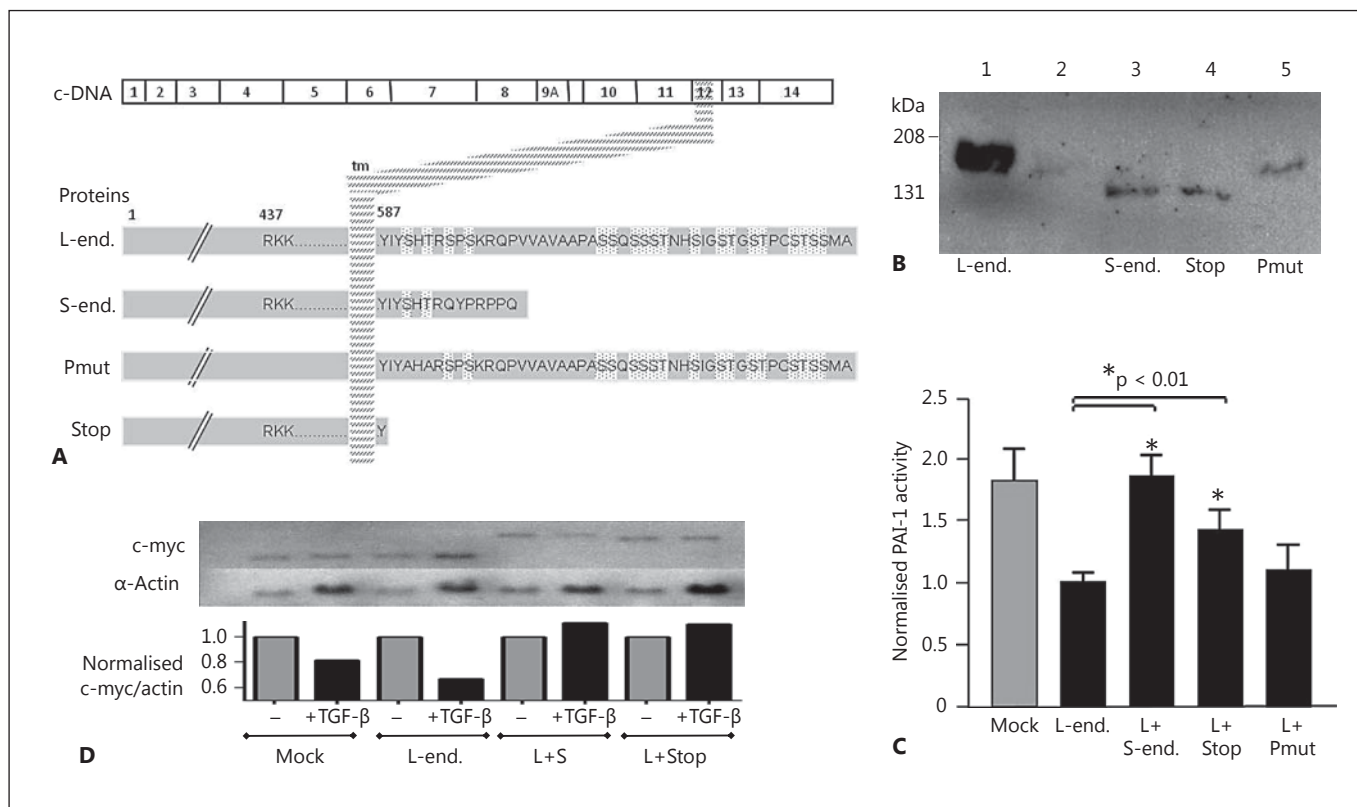 c-DNA 1 2 3 4 5 6 7 8 9A 10 11 12 13 14
tm
Proteins
1 437 587
L-end. RKK............ .YIYSHTRSPSKRQPVVAVAAPASSQSSSTNHSIGSTGSTPCSTSSMA
S-end. RKK............ YIYSHTRQYPRPPQ
Pmut RKK............ YIYAHARSPSKRQPVVAVAAPASSQSSSTNHSIGSTGSTPCSTSSMA
Stop RKK............ Y
A
1 2 3 4 5
kDa
208
131
L-end. S-end. Stop Pmut
B
*p < 0.01
Normalised PAI-1 activity
2.5
2.0
1.5
1.0
0.5
0
* *
Mock L-end. L+ L+ L+
S-end. Stop Pmut
C
c-myc
α-Actin
Normalised
c-myc/actin
1.0
0.8
0.6
– +TGF-β – +TGF-β – +TGF-β – +TGF-β
Mock L-end. L+S L+Stop
D